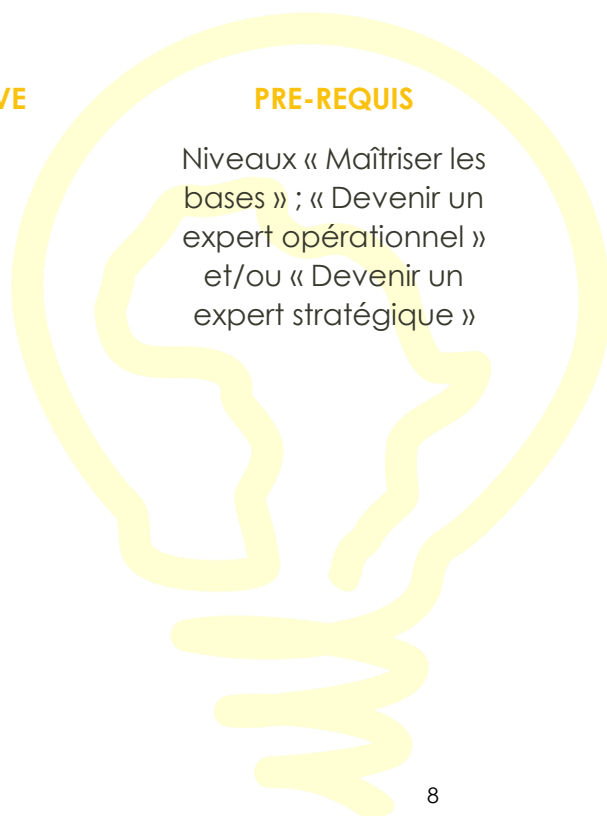 VE
PRE-REQUIS
Niveaux « Maîtriser les
bases » ; « Devenir un
expert opérationnel »
et/ou « Devenir un
expert stratégique »
8